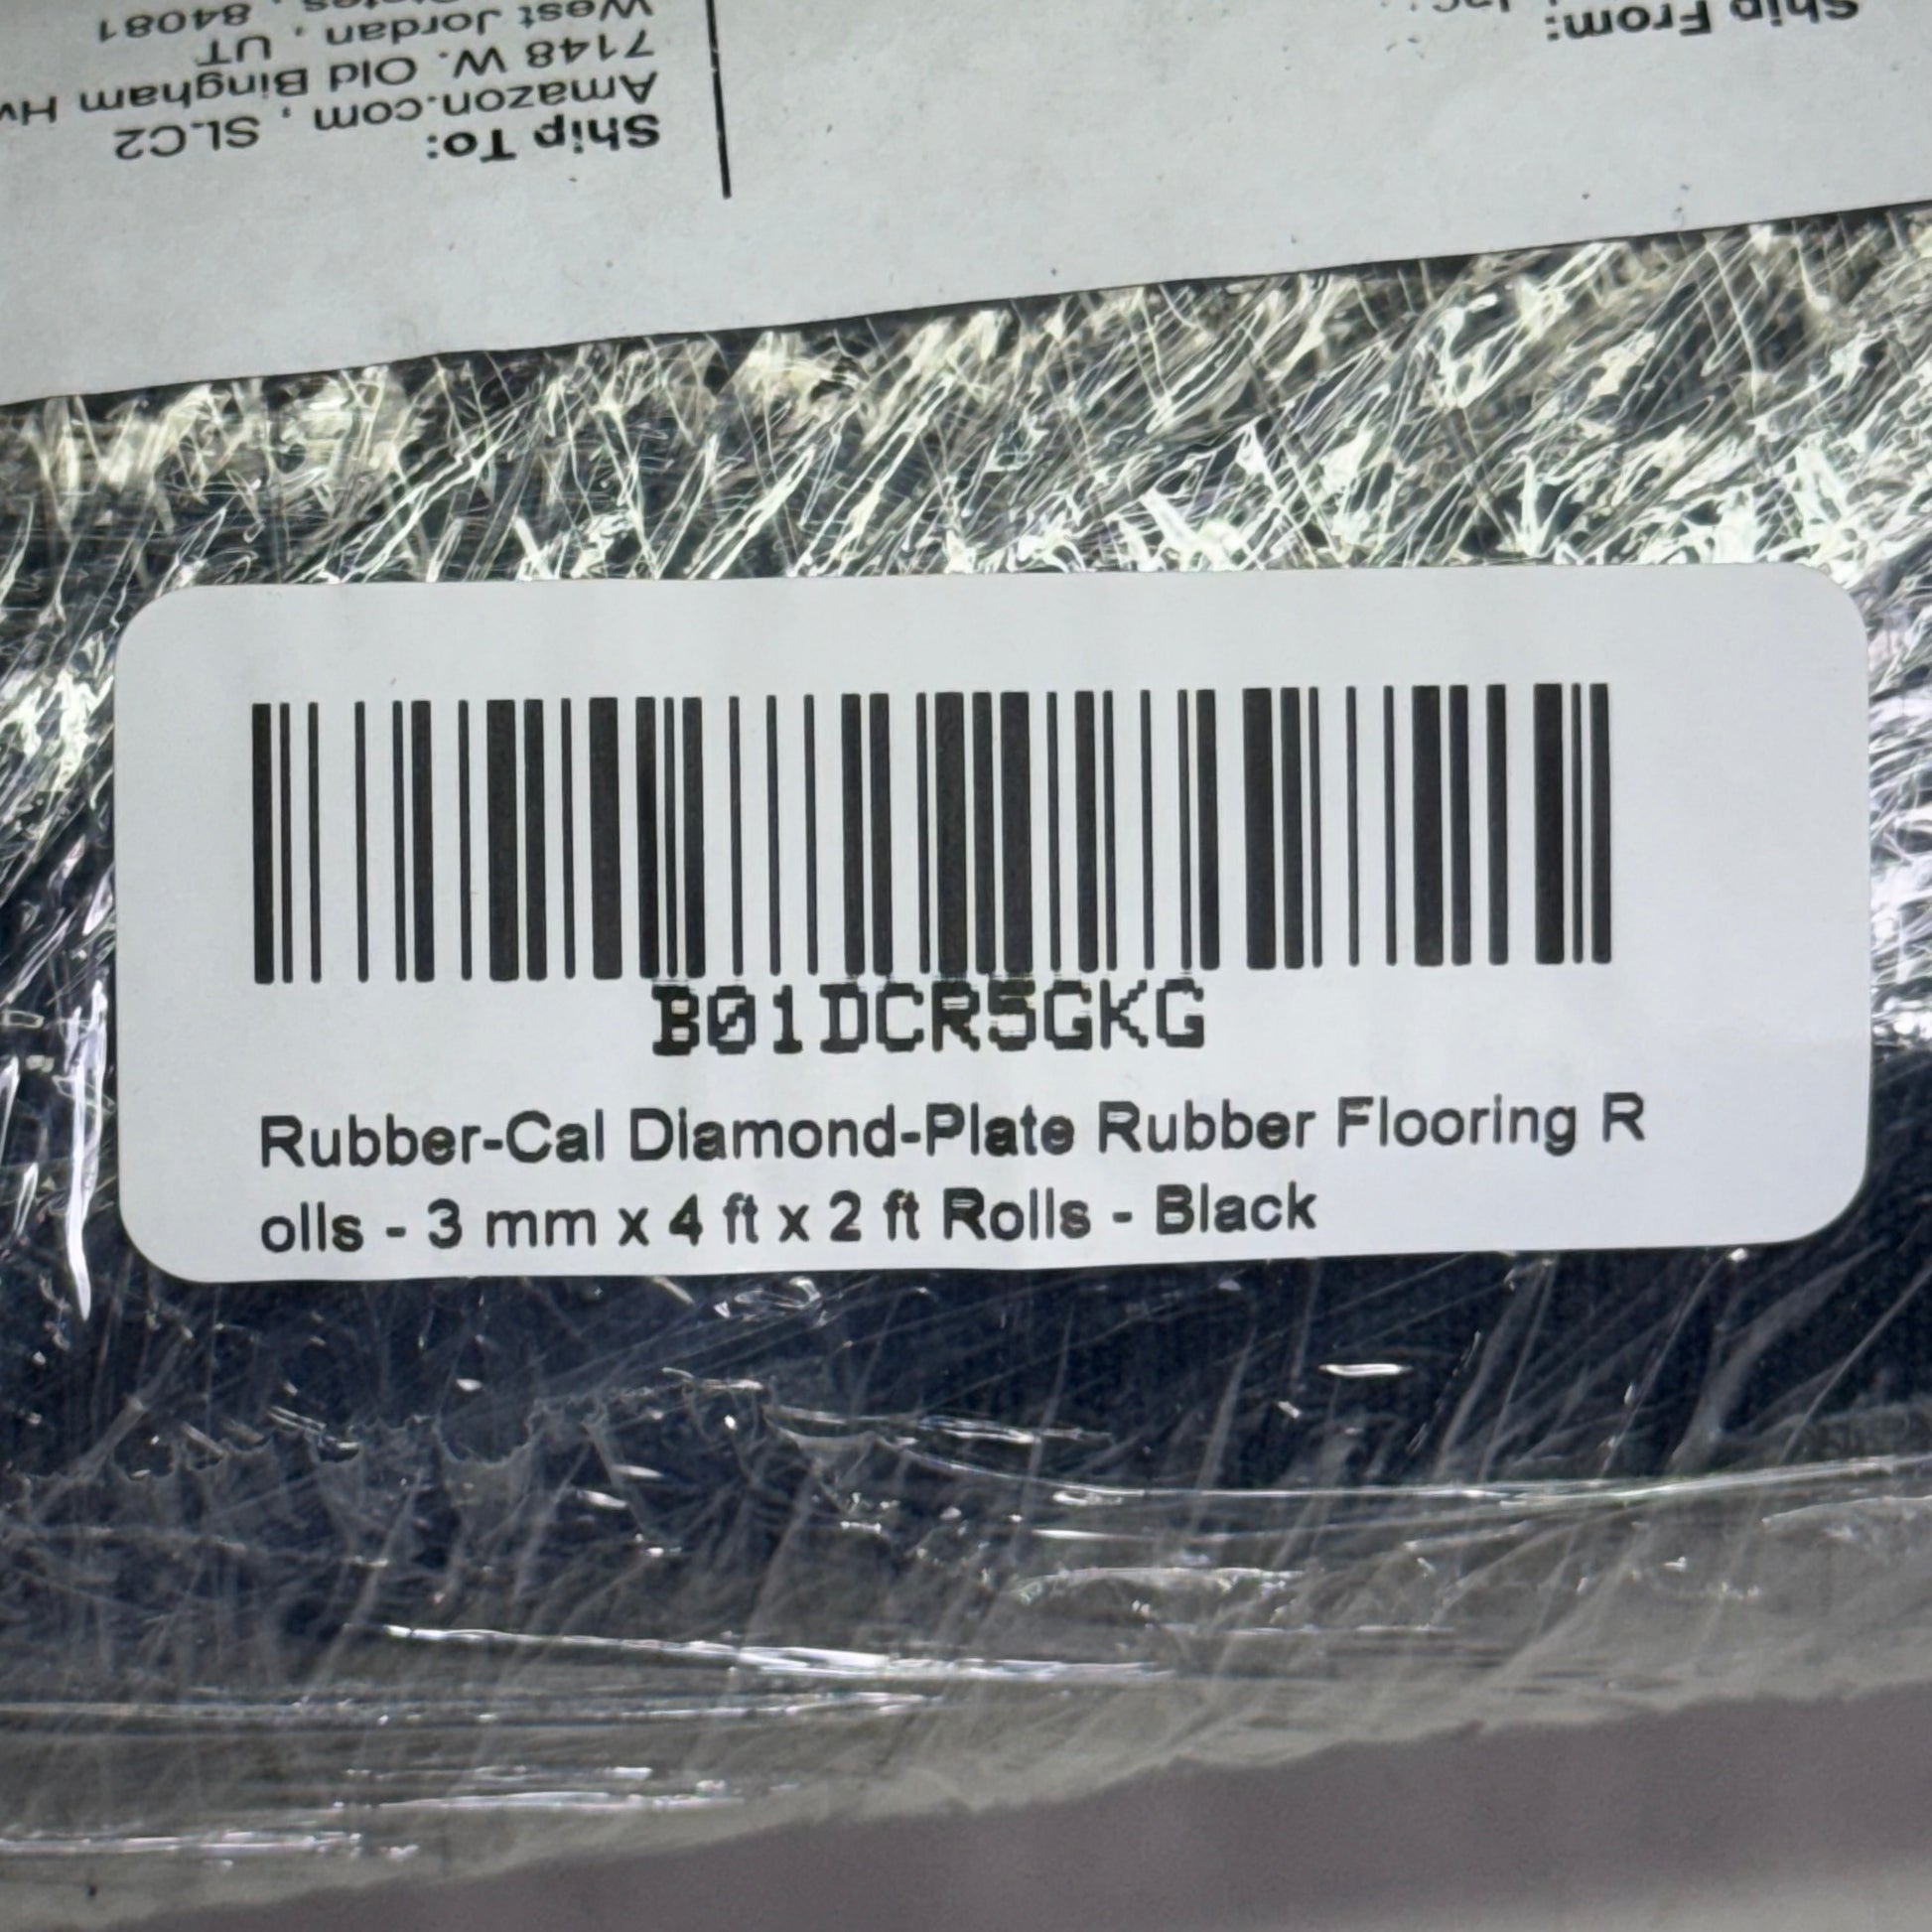 Ship From:
Ship To:
Amazon.com , SLC2
7148 W. Old Bingham
West Jordan , UT
84081
B01DCR5GKG
Rubber-Cal Diamond-Plate Rubber Flooring R
olls - 3 mm x 4 ft x 2 ft Rolls - Black